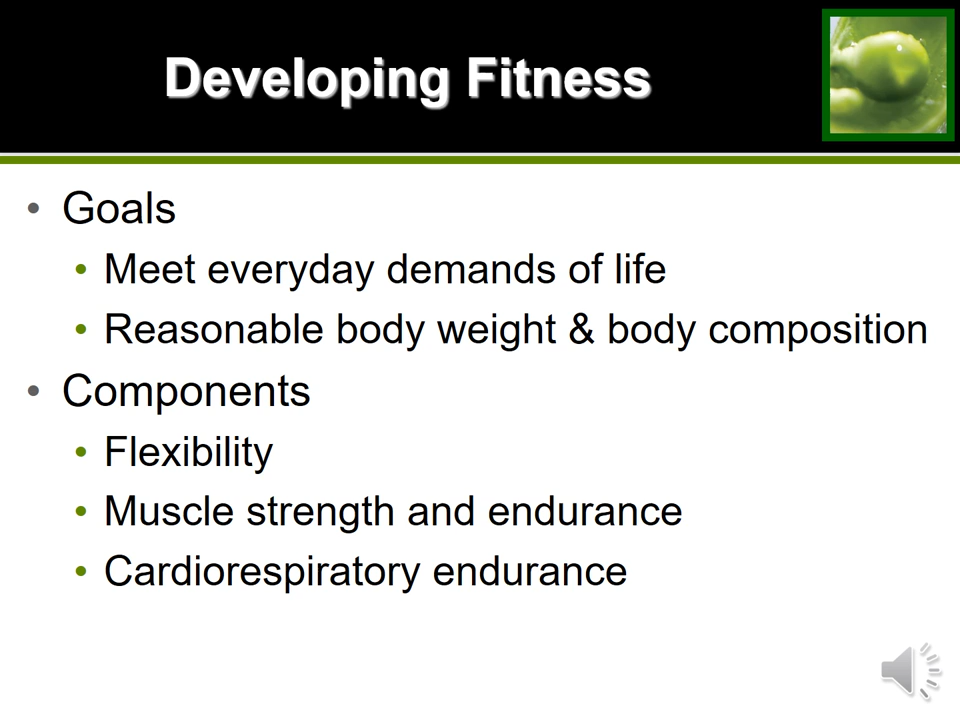 Developing Fitness
• Goals
• Meet everyday demands of life
• Reasonable body weight & body composition
• Components
• Flexibility
• Muscle strength and endurance
• Cardiorespiratory endurance